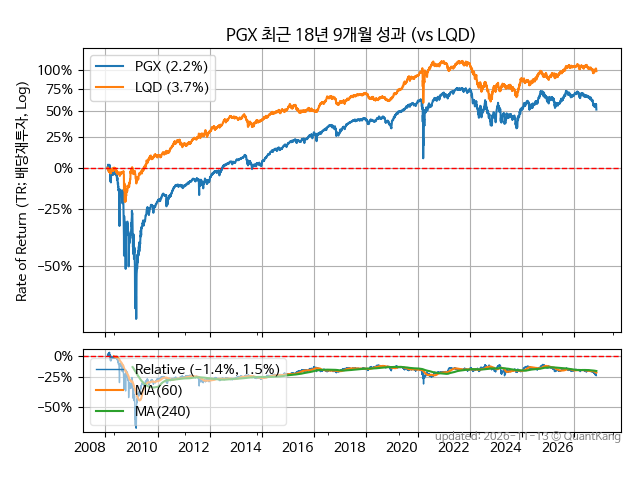 PGX 최근 18년 9개월 성과 (vs LQD)
Rate of Return (TR; 배당재투자, Log)
100%
75%
50%
25%
0%
−25%
−50%
PGX (2.2%)
LQD (3.7%)
0%
−25%
−50%
Relative (−1.4%, 1.5%)
MA(60)
MA(240)
2008 2010 2012 2014 2016 2018 2020 2022 2024 2026
updated: 2026-11-13 © QuantKang